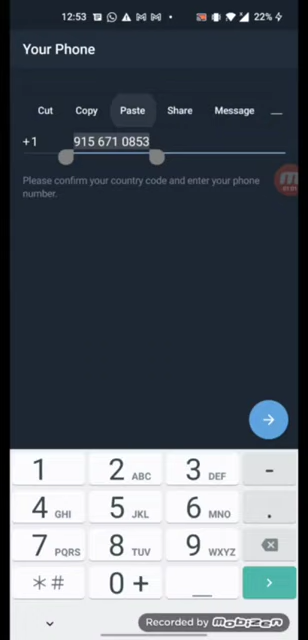 12:53 22%
Your Phone
Cut Copy Paste Share Message
+1 915 671 0853
Please confirm your country code and enter your phone
number.
1 2 ABC 3 DEF -
4 GHI 5 JKL 6 MNO .
7 PQRS 8 TUV 9 WXYZ
*# 0 +
Recorded by mobizen